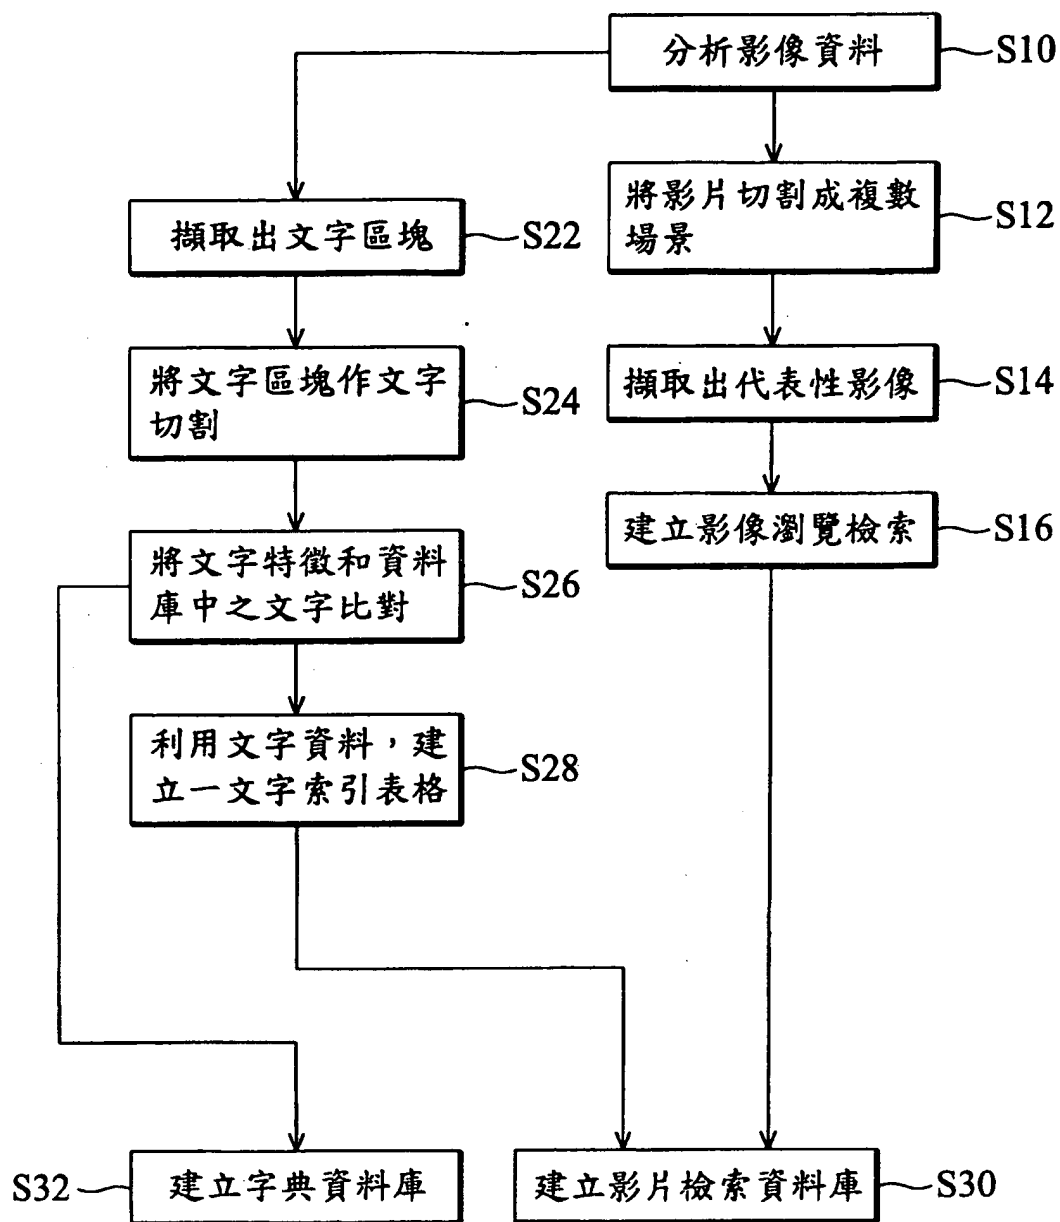 分析影像資料
S10
將影片切割成複數
場景
S12
擷取出文字區塊
S22
將文字區塊作文字
切割
S24
擷取出代表性影像
S14
建立影像瀏覽檢索
S16
將文字特徵和資料
庫中之文字比對
S26
利用文字資料，建
立一文字索引表格
S28
S32
建立字典資料庫
建立影片檢索資料庫
S30